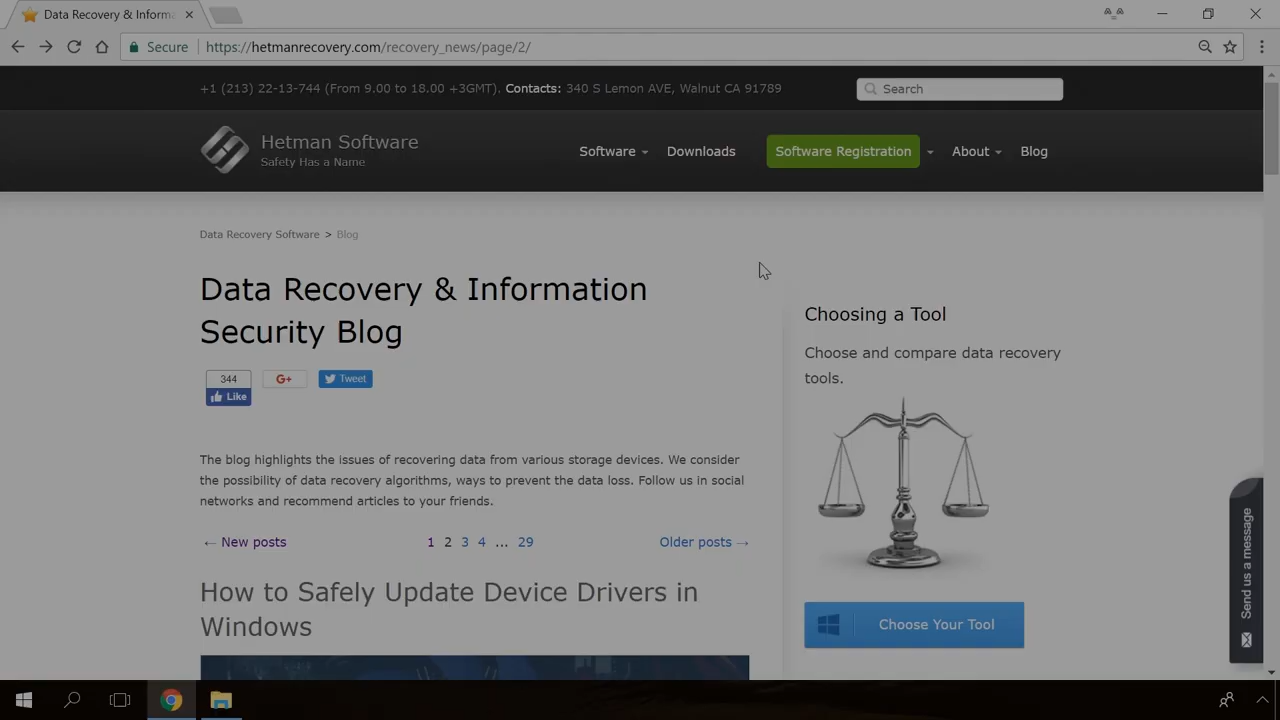 Data Recovery & Inform
Secure
https://hetmanrecovery.com/recovery_news/page/2/
+1 (213) 22-13-744 (From 9.00 to 18.00 +3GMT). Contacts: 340 S Lemon AVE, Walnut CA 91789
Search
Hetman Software
Safety Has a Name
Software
Downloads
Software Registration
About
Blog
Data Recovery Software > Blog
Data Recovery & Information
Security Blog
344
Like
G+
Tweet
The blog highlights the issues of recovering data from various storage devices. We consider
the possibility of data recovery algorithms, ways to prevent the data loss. Follow us in social
networks and recommend articles to your friends.
← New posts
1 2 3 4 ... 29
Older posts →
How to Safely Update Device Drivers in
Windows
Choosing a Tool
Choose and compare data recovery
tools.
Choose Your Tool
Send us a message